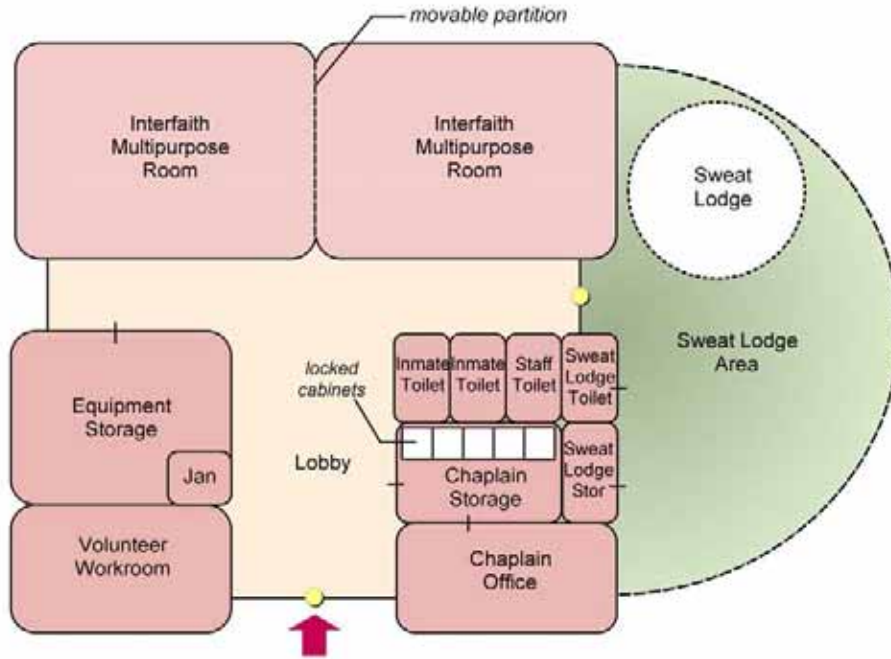 movable partition
Interfaith
Multipurpose
Room
Interfaith
Multipurpose
Room
Sweat
Lodge
Sweat Lodge
Area
locked
cabinets
Inmate
Toilet
Inmate
Toilet
Staff
Toilet
Sweat
Lodge
Toilet
Equipment
Storage
Jan
Lobby
Chaplain
Storage
Sweat
Lodge
Stor
Volunteer
Workroom
Chaplain
Office